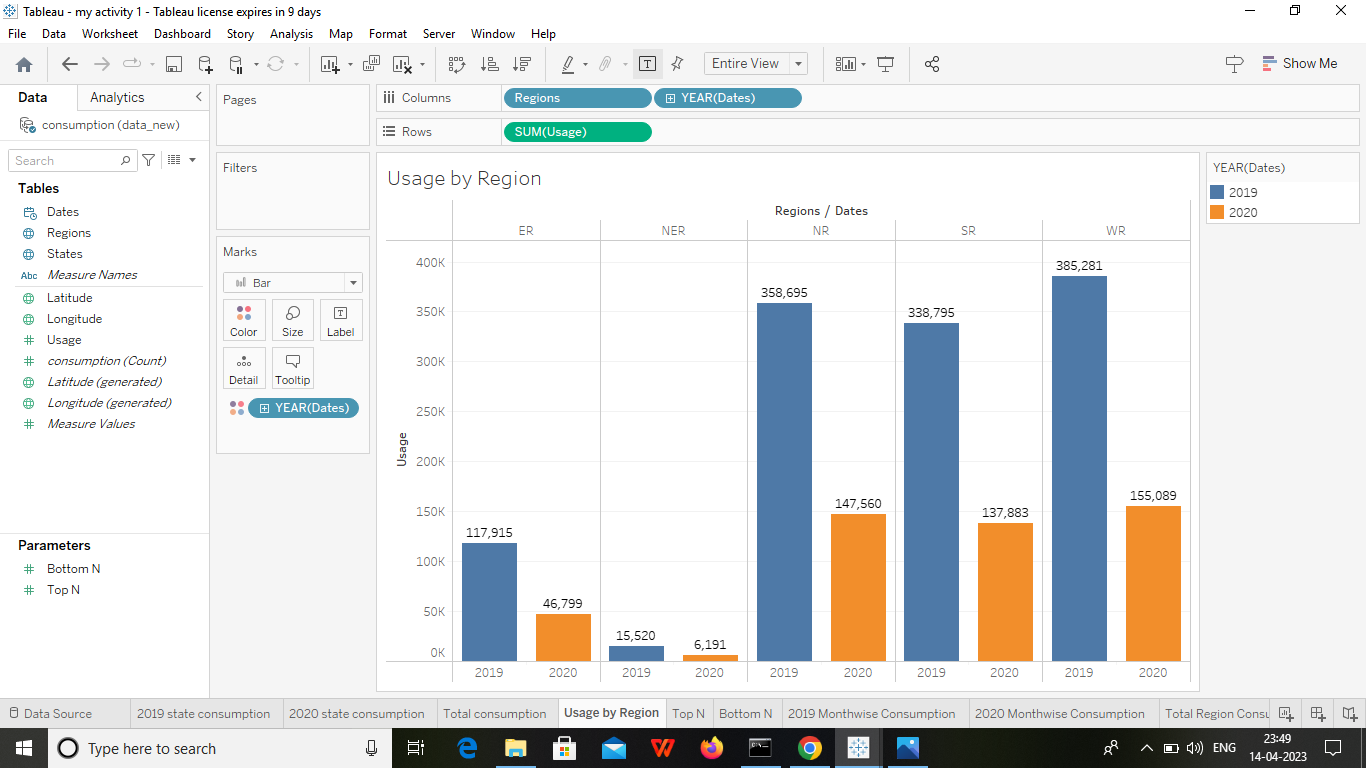 Tableau - my activity 1 - Tableau license expires in 9 days
File Data Worksheet Dashboard Story Analysis Map Format Server Window Help
Entire View
Show Me
Data Analytics
consumption (data_new)
Search
Tables
Dates
Regions
States
Abc Measure Names
Latitude
Longitude
Usage
consumption (Count)
Latitude (generated)
Longitude (generated)
Measure Values
Parameters
Bottom N
Top N
Pages
Filters
Marks
Bar
Color Size Label
Detail Tooltip
YEAR(Dates)
Columns Regions YEAR(Dates)
Rows SUM(Usage)
Usage by Region
Regions / Dates
ER NER NR SR WR
Usage
400K
350K
300K
250K
200K
150K
100K
50K
0K
117,915 46,799 15,520 6,191 358,695 147,560 338,795 137,883 385,281 155,089
2019 2020 2019 2020 2019 2020 2019 2020 2019 2020
YEAR(Dates)
2019
2020
Data Source 2019 state consumption 2020 state consumption Total consumption Usage by Region Top N Bottom N 2019 Monthwise Consumption 2020 Monthwise Consumption Total Region Consu
Type here to search
ENG
23:49
14-04-2023